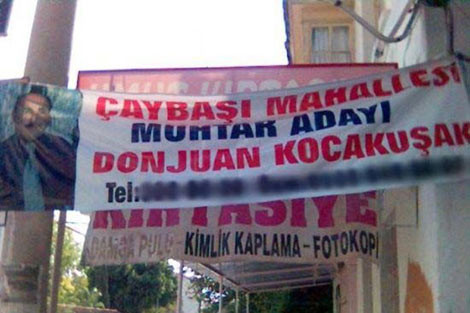 ÇAYBAŞI MAHALLESİ
MUHTAR ADAYI
DONJUAN KOCAKUŞAK
Tel:
KIRTASİYE
DAMGA PULU - KİMLİK KAPLAMA - FOTOKOPİ